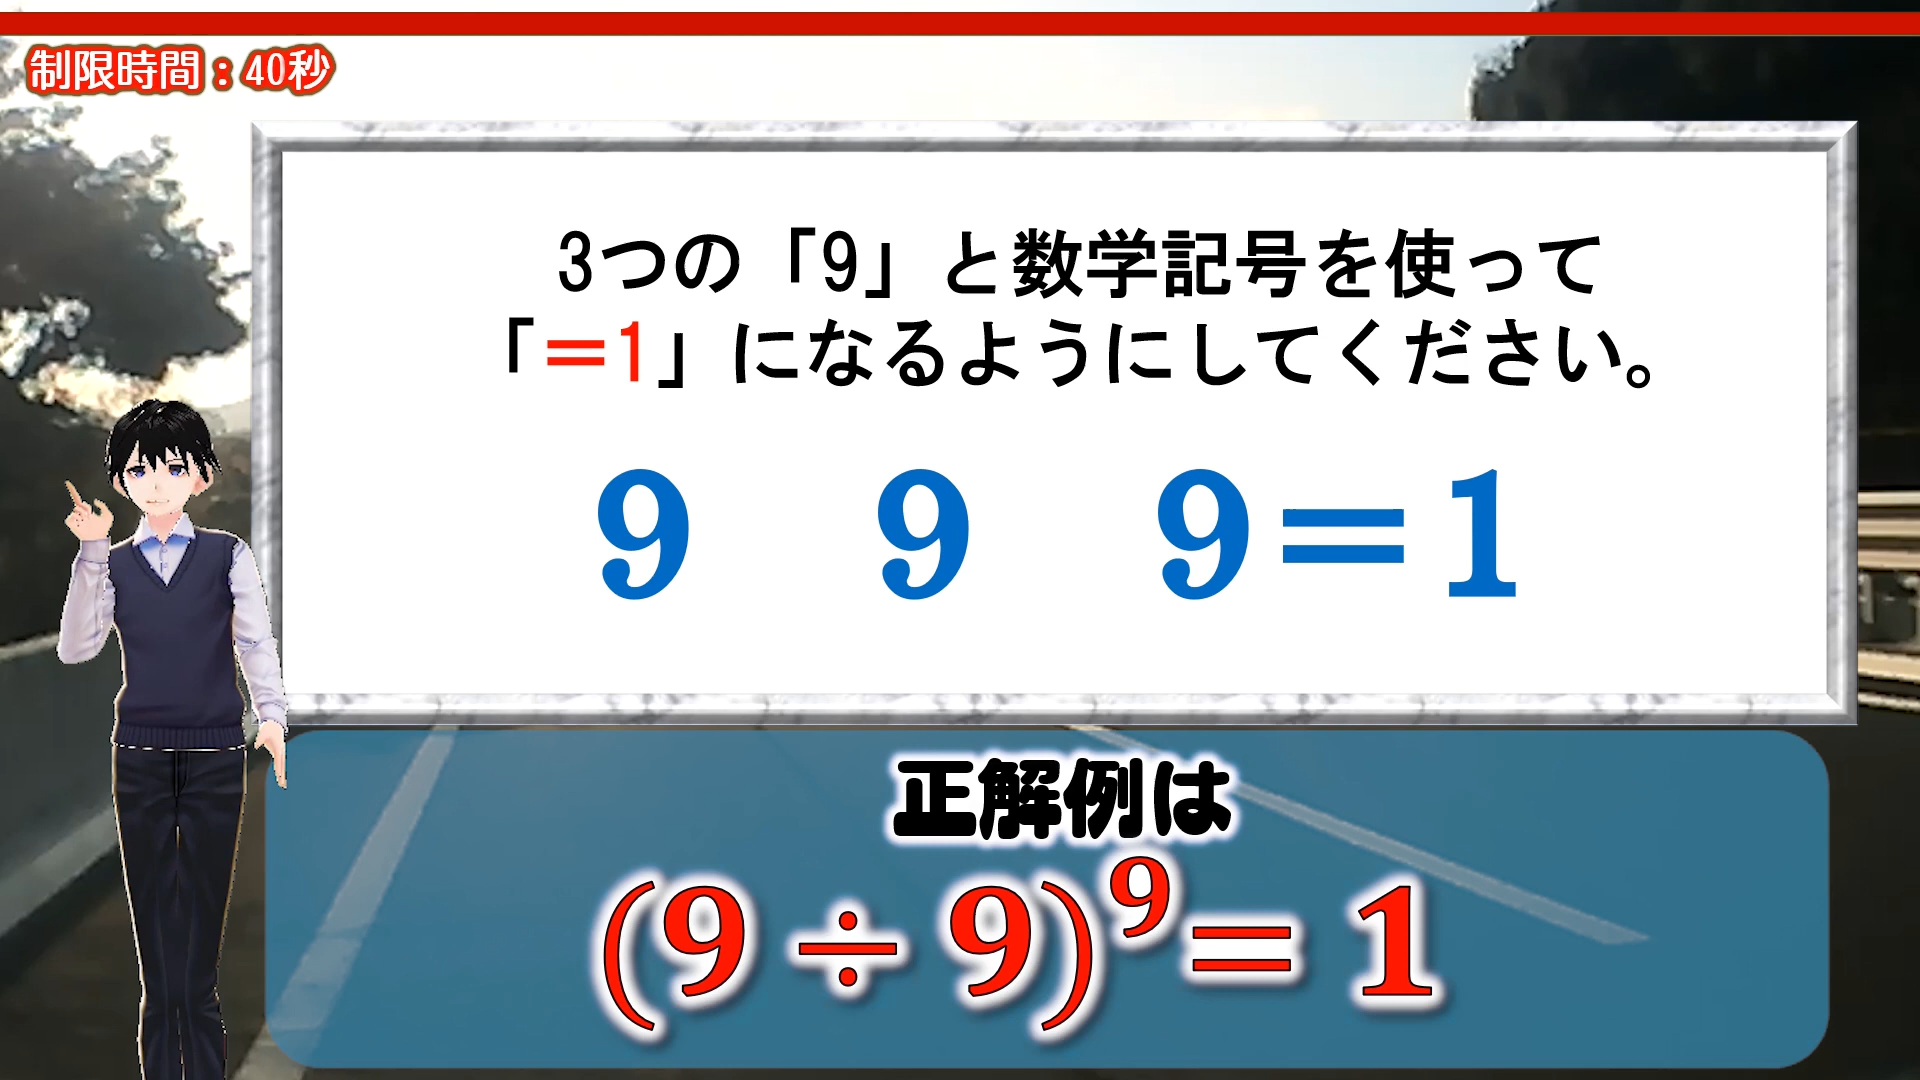 制限時間：40秒
3つの「9」と数学記号を使って
「＝1」になるようにしてください。
9 9 9＝1
正解例は
(9÷9)⁹＝1